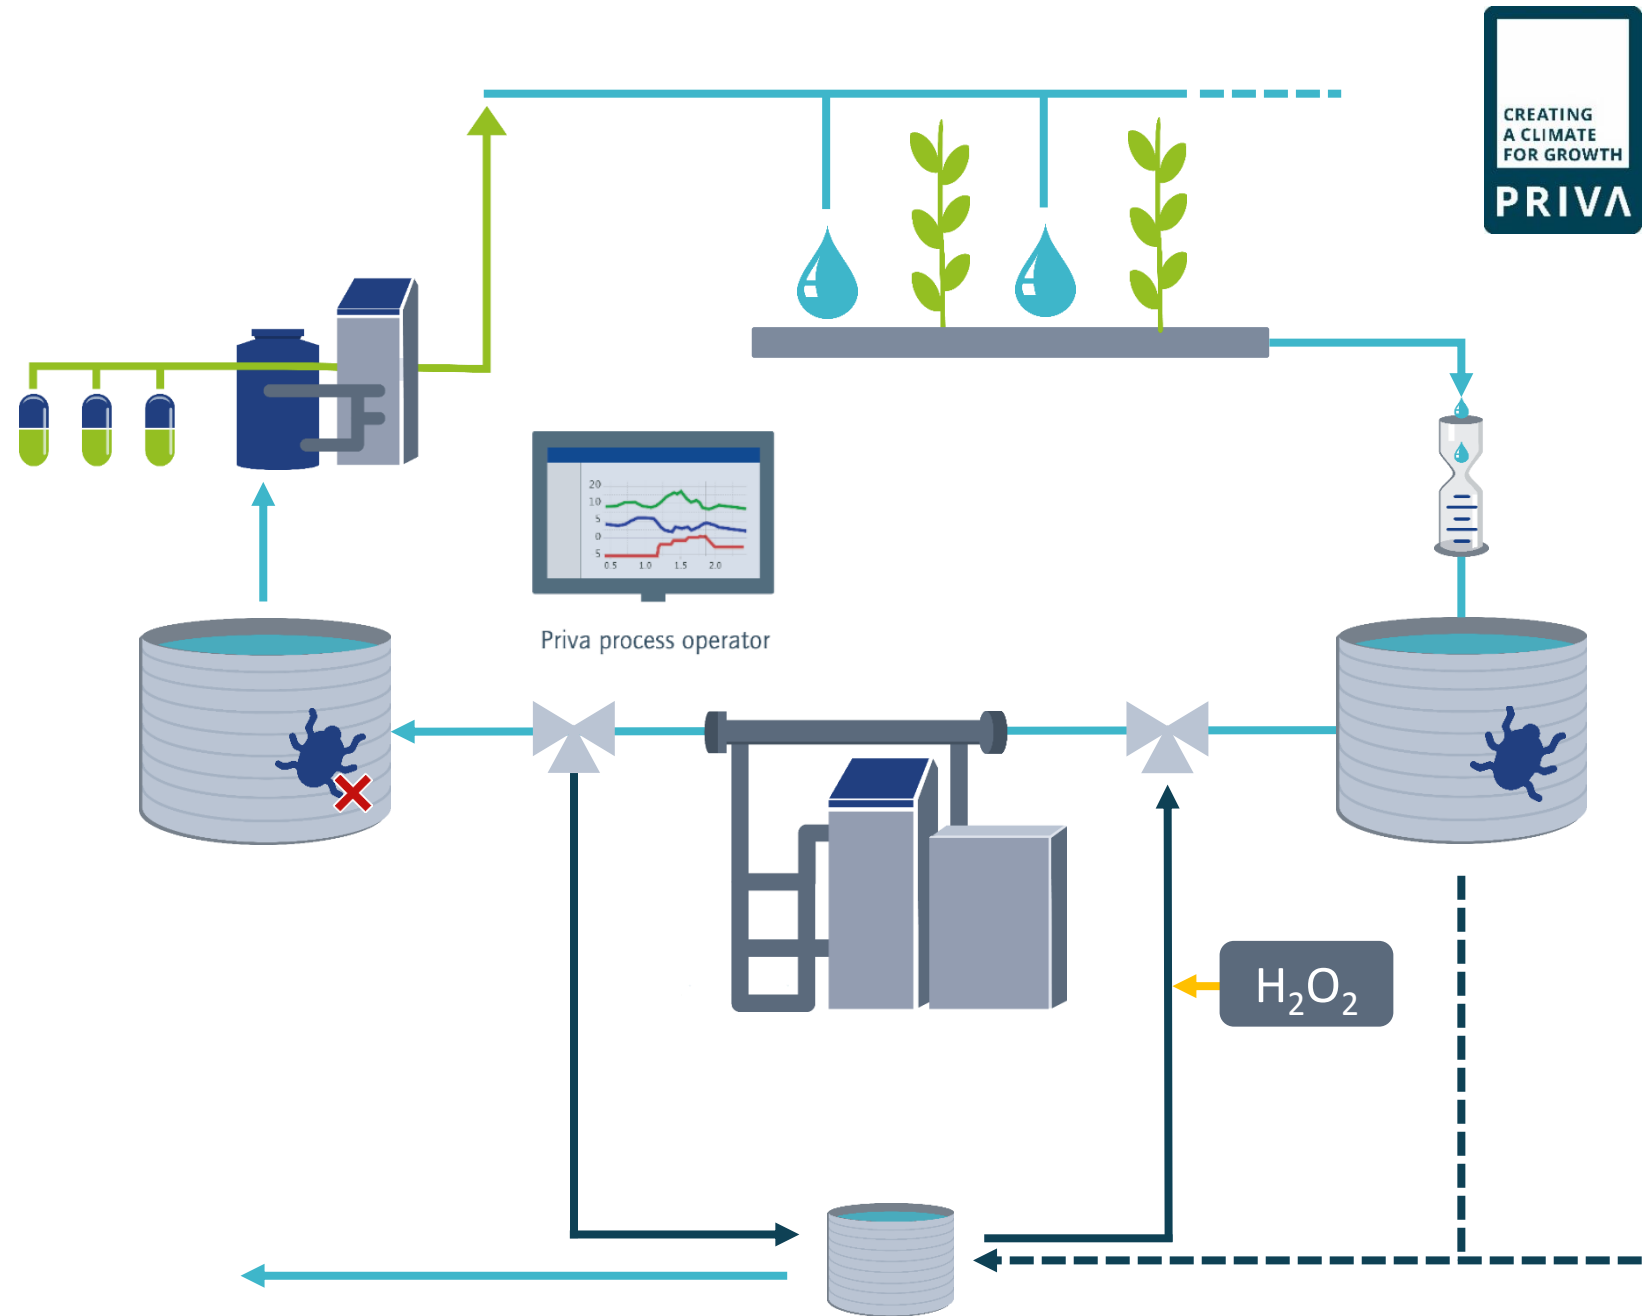 CREATING
A CLIMATE
FOR GROWTH
PRIVA
20
10
5
0
5
0.5 1.0 1.5 2.0
Priva process operator
H₂O₂